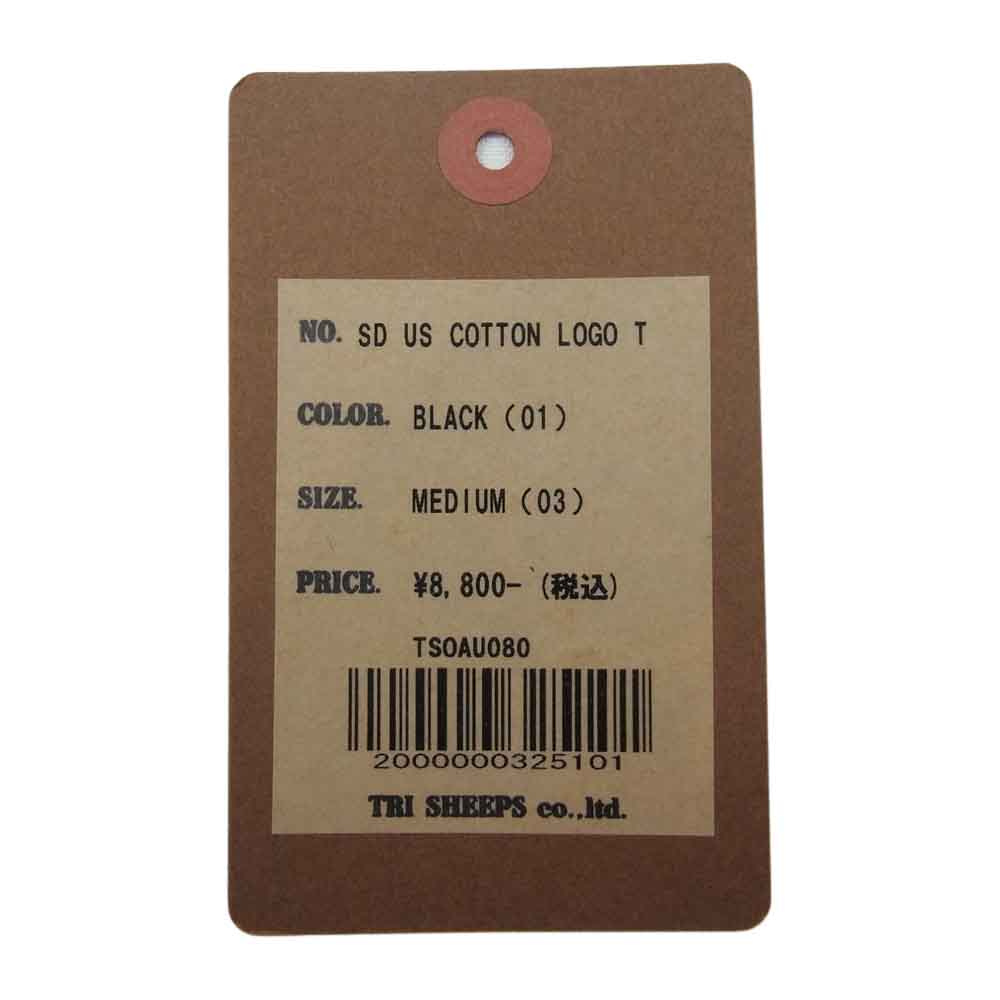 NO. SD US COTTON LOGO T
COLOR. BLACK (01)
SIZE. MEDIUM (03)
PRICE. ¥8,800- (税込)
TSOAU080
2000000325101
TRI SHEEPS co.,ltd.